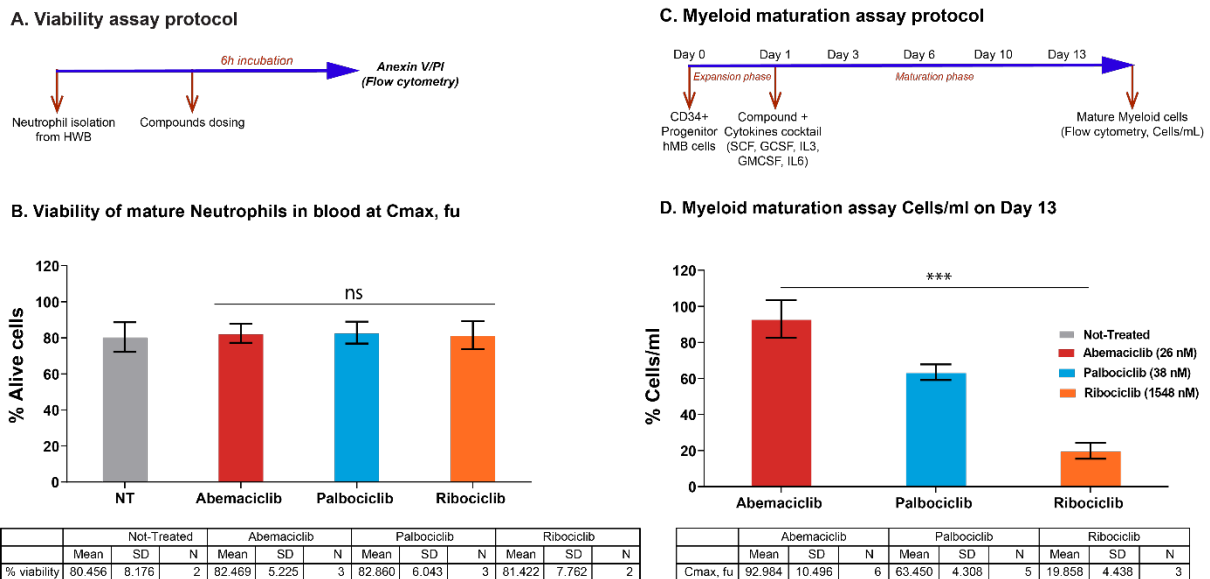 A. Viability assay protocol
6h incubation
Anexin V/PI
(Flow cytometry)
Neutrophil isolation
from HWB
Compounds dosing
B. Viability of mature Neutrophils in blood at Cmax, fu
% Alive cells
120
100
80
60
40
20
0
ns
NT
Abemaciclib
Palbociclib
Ribociclib
Not-Treated Abemaciclib Palbociclib Ribociclib
Mean SD N Mean SD N Mean SD N Mean SD N
% viability 80.456 8.176 2 82.469 5.225 3 82.860 6.043 3 81.422 7.762 2
C. Myeloid maturation assay protocol
Day 0 Day 1 Day 3 Day 6 Day 10 Day 13
Expansion phase
Maturation phase
CD34+
Progenitor
hMB cells
Compound +
Cytokines cocktail
(SCF, GCSF, IL3,
GMCSF, IL6)
Mature Myeloid cells
(Flow cytometry, Cells/mL)
D. Myeloid maturation assay Cells/ml on Day 13
% Cells/ml
120
100
80
60
40
20
0
***
Not-Treated
Abemaciclib (26 nM)
Palbociclib (38 nM)
Ribociclib (1548 nM)
Abemaciclib
Palbociclib
Ribociclib
Abemaciclib Palbociclib Ribociclib
Mean SD N Mean SD N Mean SD N
Cmax, fu 92.984 10.496 6 63.450 4.308 5 19.858 4.438 3